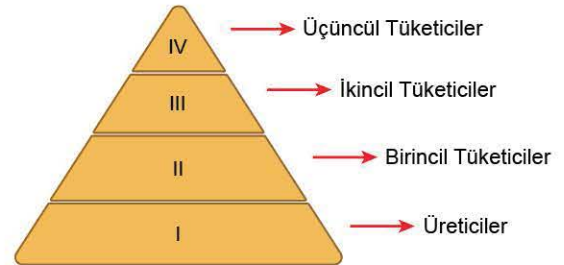 IV
Üçüncül Tüketiciler
III
İkincil Tüketiciler
II
Birincil Tüketiciler
I
Üreticiler